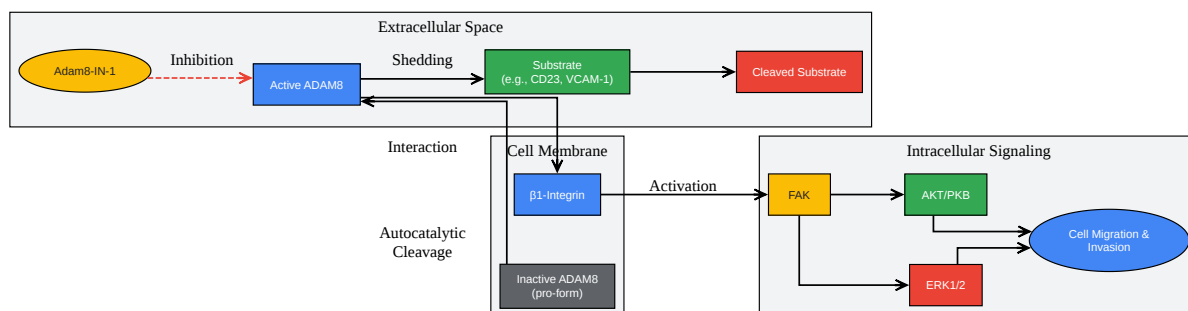 Extracellular Space
Adam8-IN-1
Inhibition
Active ADAM8
Shedding
Substrate
(e.g., CD23, VCAM-1)
Cleaved Substrate
Interaction
Cell Membrane
β1-Integrin
Activation
Autocatalytic
Cleavage
Inactive ADAM8
(pro-form)
Intracellular Signaling
FAK
AKT/PKB
ERK1/2
Cell Migration &
Invasion